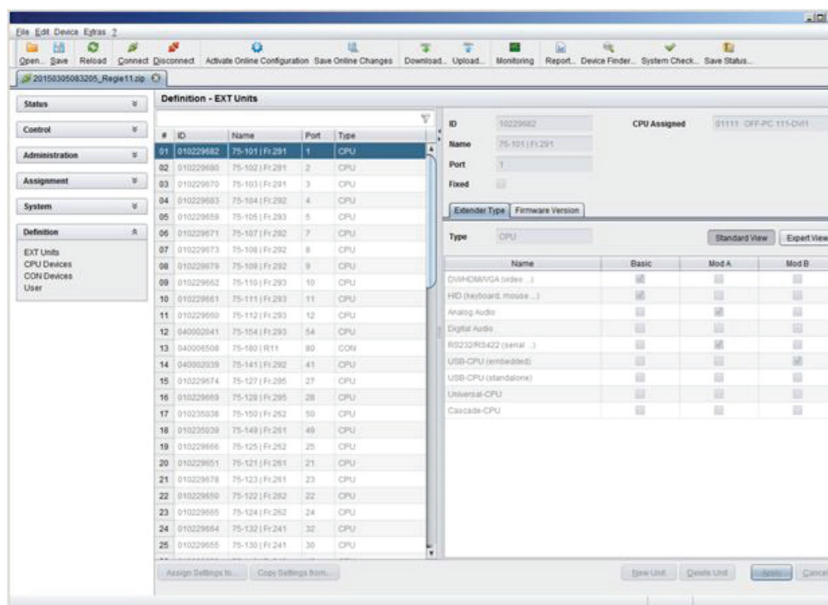 File Edit Device Extras ?
Open... Save Reload Connect Disconnect Activate Online Configuration Save Online Changes Download... Upload... Monitoring Report... Device Finder... System Check... Save Status...
20150305083205_Regie11.zip
Status
Control
Administration
Assignment
System
Definition
EXT Units
CPU Devices
CON Devices
User
Definition - EXT Units
# ID Name Port Type
01 010229682 75-101 | Fr.291 1 CPU
02 010229680 75-102 | Fr.291 2 CPU
03 010229670 75-103 | Fr.291 3 CPU
04 010229683 75-104 | Fr.292 4 CPU
05 010229659 75-105 | Fr.293 5 CPU
06 010229671 75-107 | Fr.292 7 CPU
07 010229673 75-108 | Fr.292 8 CPU
08 010229679 75-109 | Fr.292 9 CPU
09 010229662 75-110 | Fr.293 10 CPU
10 010229661 75-111 | Fr.293 11 CPU
11 010229660 75-112 | Fr.293 12 CPU
12 040002041 75-154 | Fr.293 54 CPU
13 040006508 75-180 | R11 80 CON
14 040002039 75-141 | Fr.292 41 CPU
15 010229674 75-127 | Fr.295 27 CPU
16 010229669 75-128 | Fr.295 28 CPU
17 010235038 75-150 | Fr.262 50 CPU
18 010235039 75-149 | Fr.261 49 CPU
19 010229666 75-125 | Fr.262 25 CPU
20 010229651 75-121 | Fr.261 21 CPU
21 010229678 75-123 | Fr.261 23 CPU
22 010229650 75-122 | Fr.262 22 CPU
23 010229665 75-124 | Fr.262 24 CPU
24 010229664 75-132 | Fr.241 32 CPU
25 010229655 75-130 | Fr.241 30 CPU
Assign Settings to... Copy Settings from...
ID 10229682 CPU Assigned 01111 OFF-PC 111-DVI1
Name 75-101 | Fr.291
Port 1
Fixed
Extender Type Firmware Version
Type CPU Standard View Expert View
Name Basic Mod A Mod B
DVI/HDMI/VGA (video ...)
HID (keyboard, mouse ...)
Analog Audio
Digital Audio
RS232/RS422 (serial ...)
USB-CPU (embedded)
USB-CPU (standalone)
Universal-CPU
Cascade-CPU
New Unit Delete Unit Apply Cancel